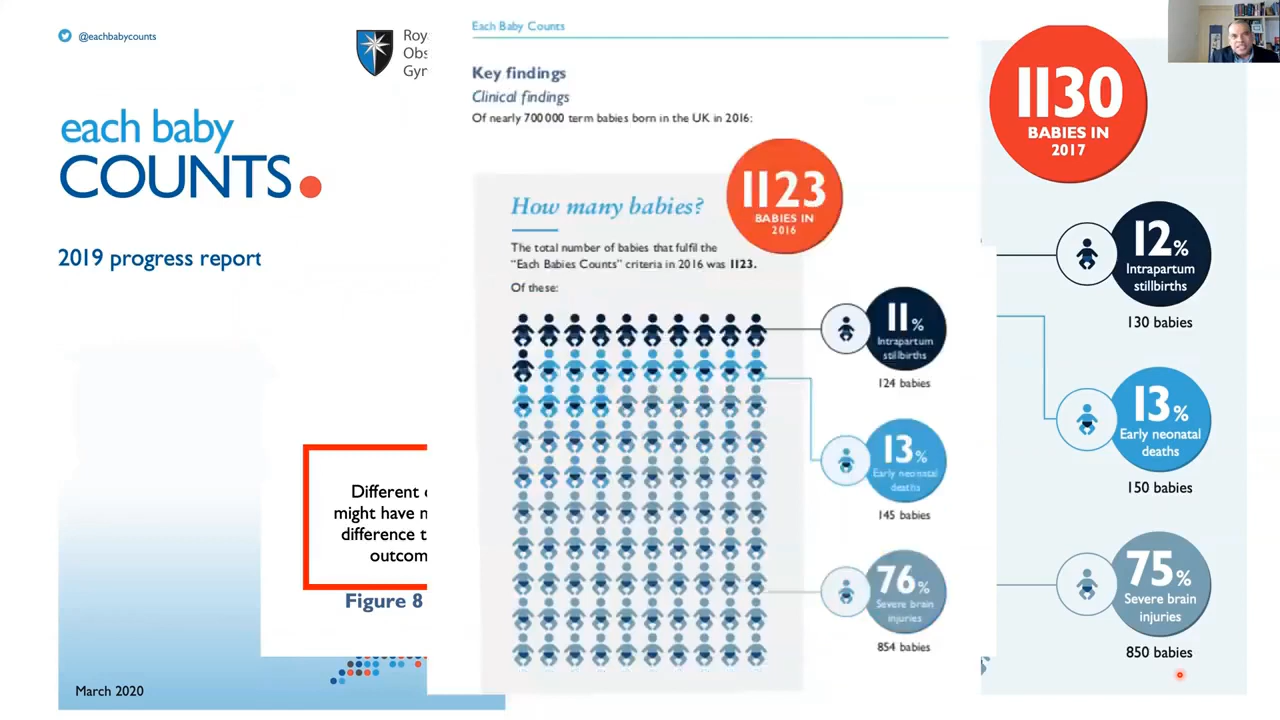 @eachbabycounts
Roy
Obs
Gyn
each baby
COUNTS.
2019 progress report
Different
might have
difference t
outcom
Figure 8
March 2020
Each Baby Counts
Key findings
Clinical findings
Of nearly 700 000 term babies born in the UK in 2016:
1123
BABIES IN
2016
How many babies?
The total number of babies that fulfil the
“Each Babies Counts” criteria in 2016 was 1123.
Of these:
11%
Intrapartum
stillbirths
124 babies
13%
Early neonatal
deaths
145 babies
76%
Severe brain
injuries
854 babies
1130
BABIES IN
2017
12%
Intrapartum
stillbirths
130 babies
13%
Early neonatal
deaths
150 babies
75%
Severe brain
injuries
850 babies